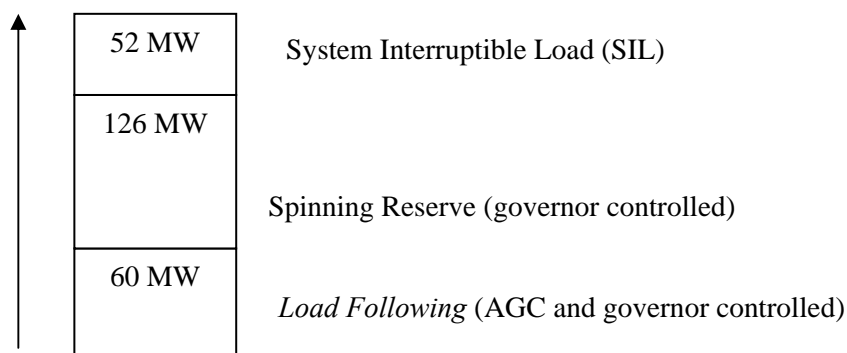 52 MW
System Interruptible Load (SIL)
126 MW
Spinning Reserve (governor controlled)
60 MW
Load Following (AGC and governor controlled)